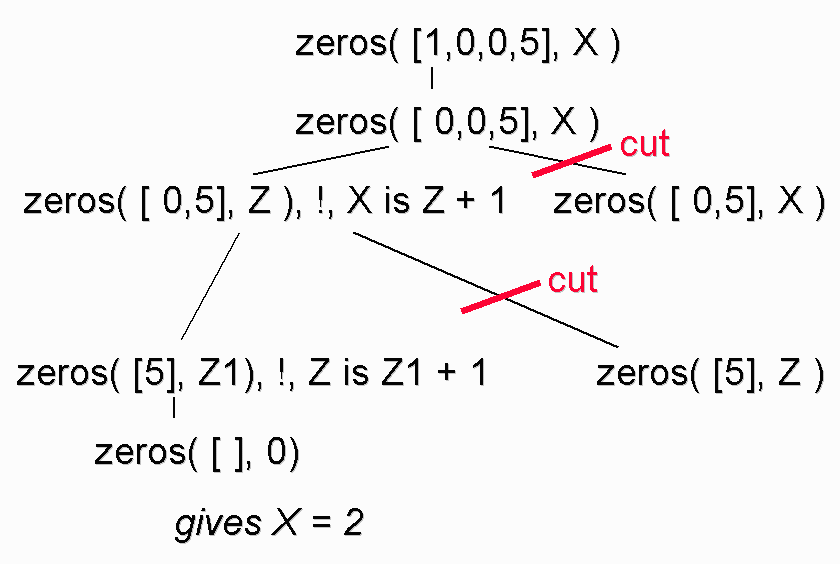 zeros( [1,0,0,5], X )
zeros( [ 0,0,5], X )
cut
zeros( [ 0,5], Z ), !, X is Z + 1 zeros( [ 0,5], X )
cut
zeros( [5], Z1), !, Z is Z1 + 1 zeros( [5], Z )
zeros( [ ], 0)
gives X = 2